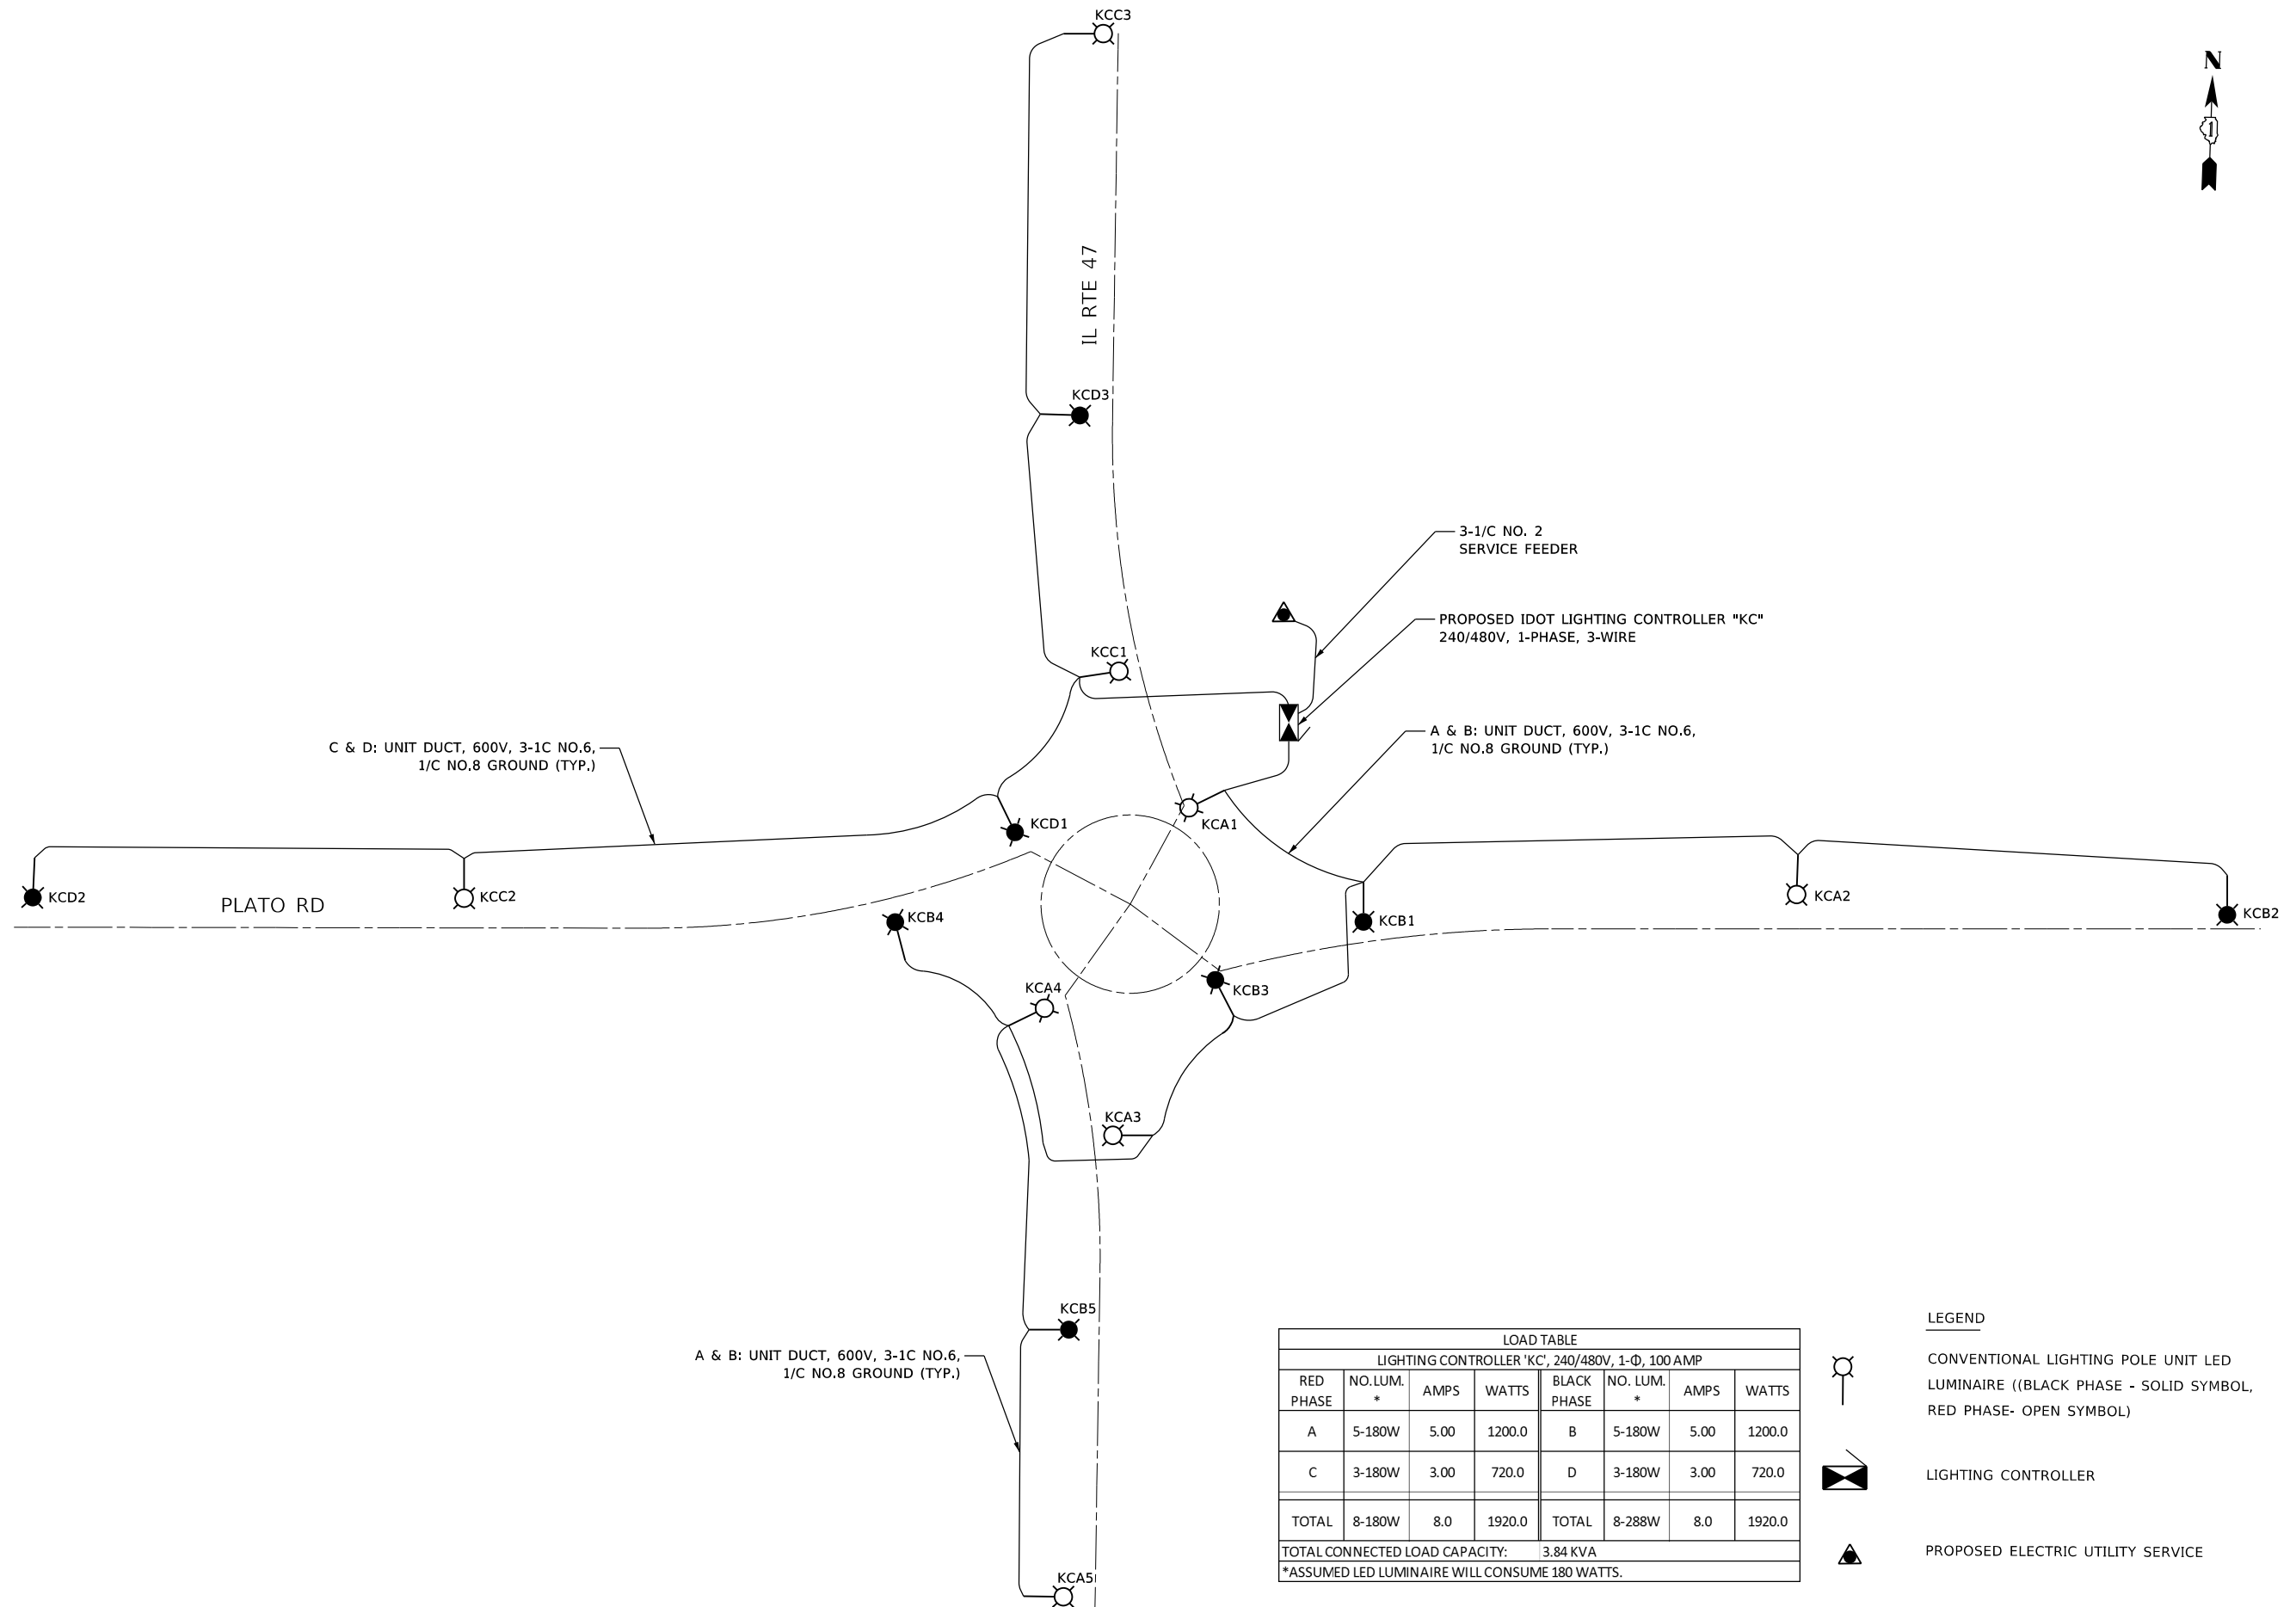 KCC3
N
1
IL RTE 47
KCD3
3-1/C NO. 2
SERVICE FEEDER
PROPOSED IDOT LIGHTING CONTROLLER "KC"
240/480V, 1-PHASE, 3-WIRE
KCC1
A & B: UNIT DUCT, 600V, 3-1C NO.6,
1/C NO.8 GROUND (TYP.)
C & D: UNIT DUCT, 600V, 3-1C NO.6,
1/C NO.8 GROUND (TYP.)
KCD1
KCA1
KCD2
PLATO RD
KCC2
KCB4
KCB1
KCA2
KCB2
KCA4
KCB3
KCA3
KCB5
A & B: UNIT DUCT, 600V, 3-1C NO.6,
1/C NO.8 GROUND (TYP.)
KCA5
LOAD TABLE
LIGHTING CONTROLLER 'KC', 240/480V, 1-Φ, 100 AMP
RED PHASE NO.LUM. * AMPS WATTS BLACK PHASE NO. LUM. * AMPS WATTS
A 5-180W 5.00 1200.0 B 5-180W 5.00 1200.0
C 3-180W 3.00 720.0 D 3-180W 3.00 720.0
TOTAL 8-180W 8.0 1920.0 TOTAL 8-288W 8.0 1920.0
TOTAL CONNECTED LOAD CAPACITY: 3.84 KVA
*ASSUMED LED LUMINAIRE WILL CONSUME 180 WATTS.
LEGEND
CONVENTIONAL LIGHTING POLE UNIT LED
LUMINAIRE ((BLACK PHASE - SOLID SYMBOL,
RED PHASE- OPEN SYMBOL)
LIGHTING CONTROLLER
PROPOSED ELECTRIC UTILITY SERVICE